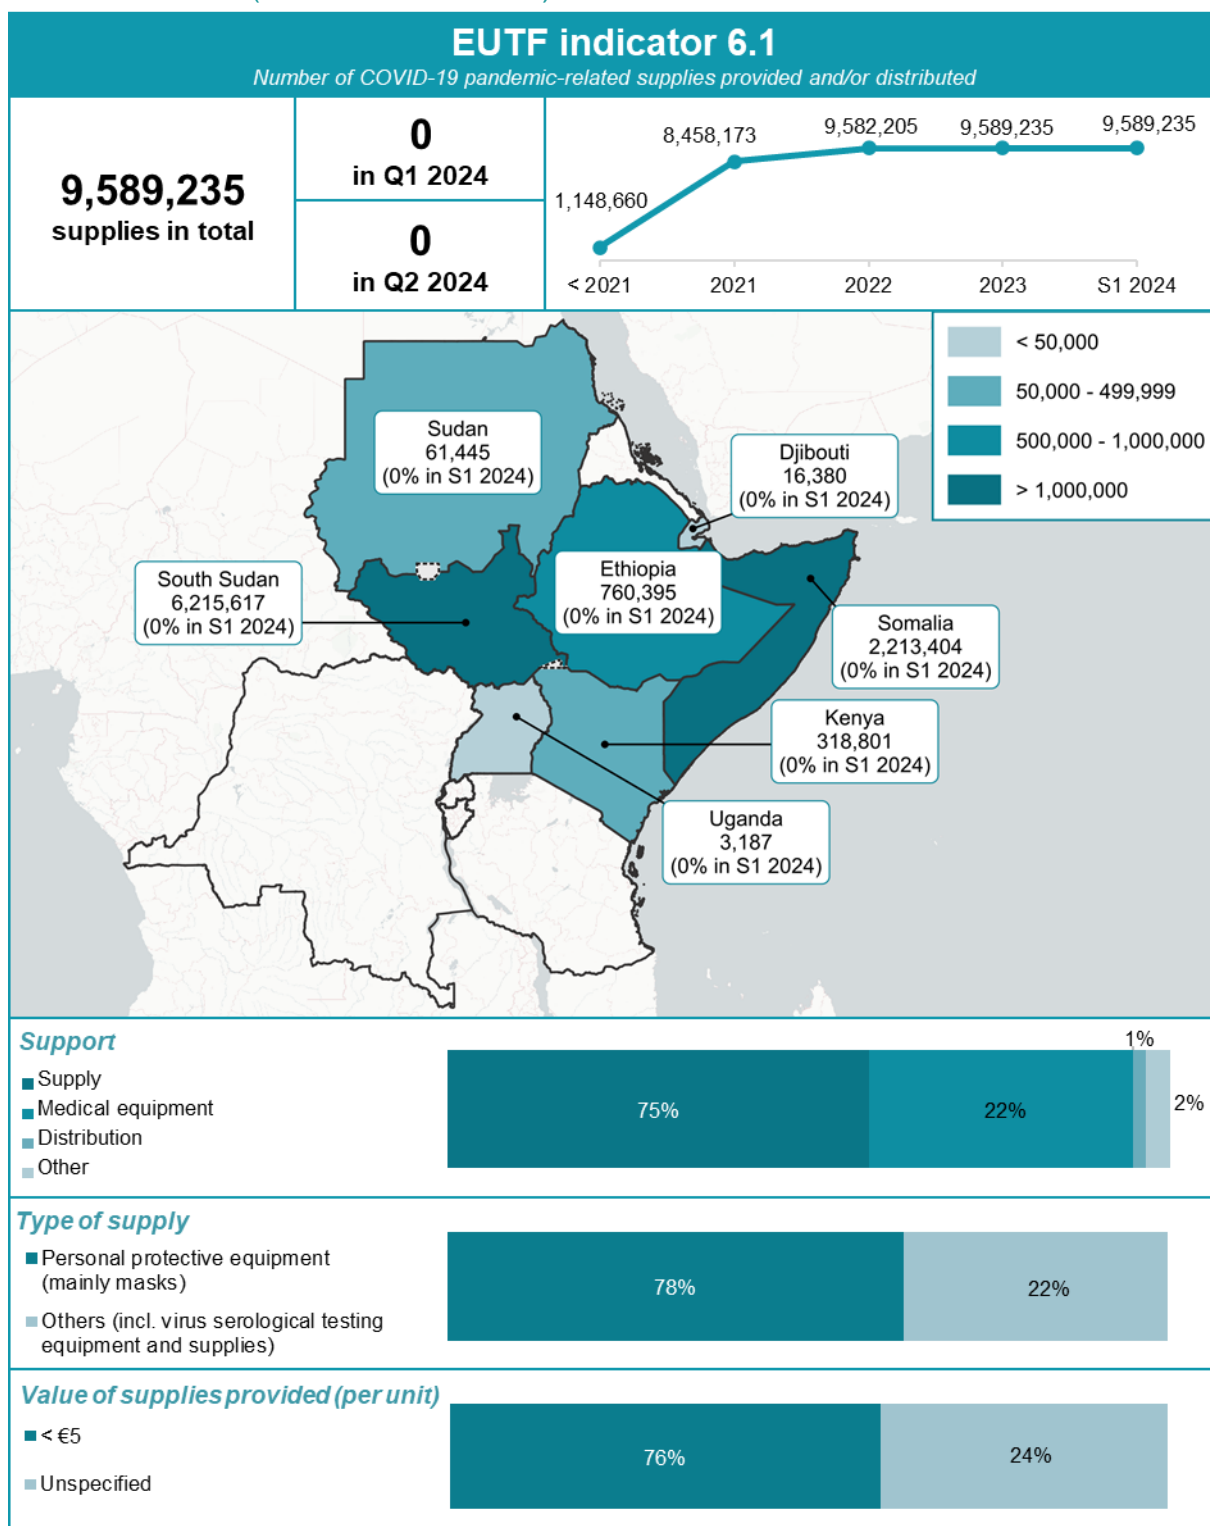 EUTF indicator 6.1
Number of COVID-19 pandemic-related supplies provided and/or distributed
9,589,235
supplies in total
0
in Q1 2024
0
in Q2 2024
1,148,660
8,458,173
9,582,205
9,589,235
9,589,235
< 2021
2021
2022
2023
S1 2024
< 50,000
50,000 - 499,999
500,000 - 1,000,000
> 1,000,000
Sudan
61,445
(0% in S1 2024)
Djibouti
16,380
(0% in S1 2024)
South Sudan
6,215,617
(0% in S1 2024)
Ethiopia
760,395
(0% in S1 2024)
Somalia
2,213,404
(0% in S1 2024)
Kenya
318,801
(0% in S1 2024)
Uganda
3,187
(0% in S1 2024)
Support
Supply
Medical equipment
Distribution
Other
75%
22%
1%
2%
Type of supply
Personal protective equipment
(mainly masks)
Others (incl. virus serological testing
equipment and supplies)
78%
22%
Value of supplies provided (per unit)
< €5
Unspecified
76%
24%